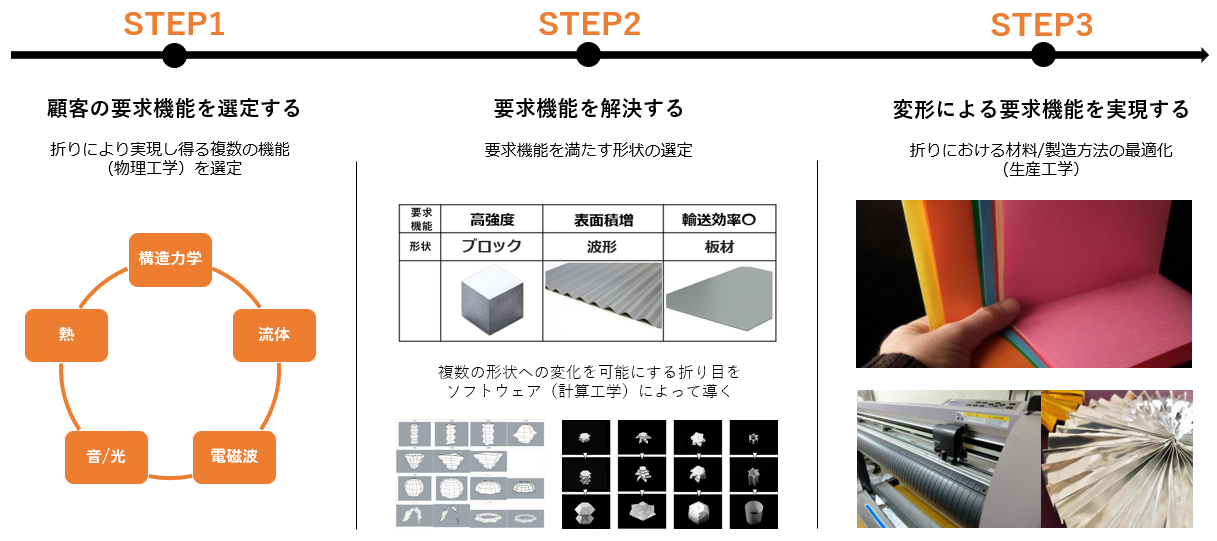 STEP1
STEP2
STEP3
顧客の要求機能を選定する
折りにより実現し得る複数の機能
(物理工学）を選定
構造力学
熱
流体
音/光
電磁波
要求機能を解決する
要求機能を満たす形状の選定
要求
機能
高強度
表面積増
輸送効率〇
形状
ブロック
波形
板材
複数の形状への変化を可能にする折り目を
ソフトウェア（計算工学）によって導く
変形による要求機能を実現する
折りにおける材料/製造方法の最適化
(生産工学）